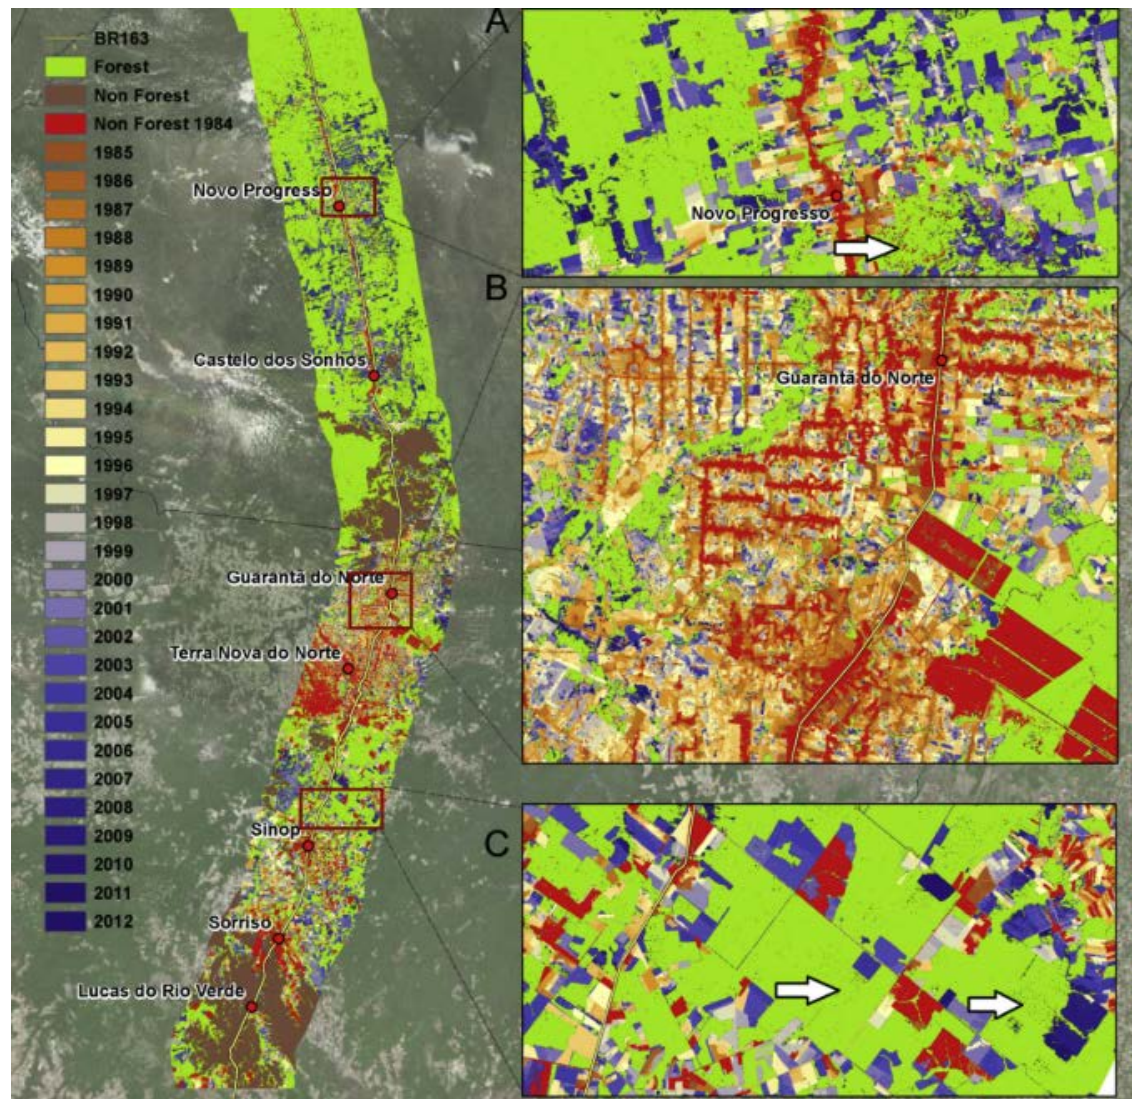 BR163
Forest
Non Forest
Non Forest 1984
1985
1986
1987
1988
1989
1990
1991
1992
1993
1994
1995
1996
1997
1998
1999
2000
2001
2002
2003
2004
2005
2006
2007
2008
2009
2010
2011
2012
Novo Progresso
Castelo dos Sonhos
Guarantã do Norte
Terra Nova do Norte
Sinop
Sorriso
Lucas do Rio Verde
A
Novo Progresso
B
Guarantã do Norte
C